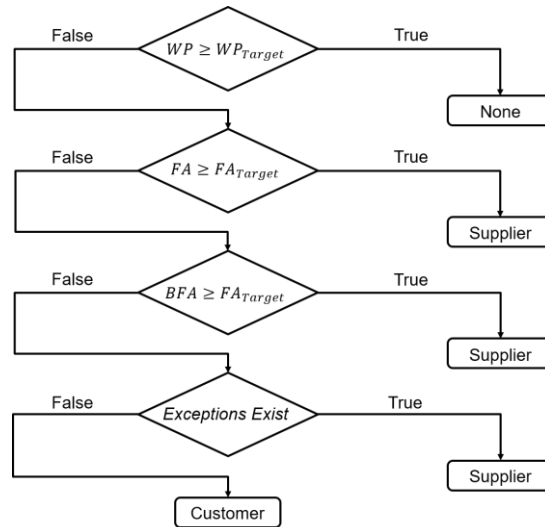 False
True
WP ≥ WP_Target
None
False
True
FA ≥ FA_Target
Supplier
False
True
BFA ≥ FA_Target
Supplier
False
True
Exceptions Exist
Supplier
Customer